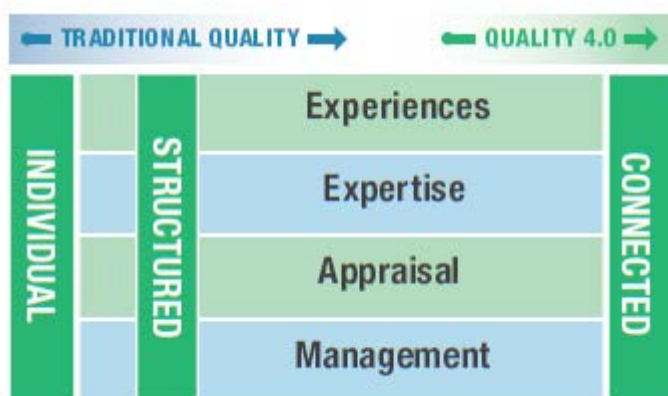 TRADITIONAL QUALITY
QUALITY 4.0
INDIVIDUAL
STRUCTURED
Experiences
Expertise
Appraisal
Management
CONNECTED